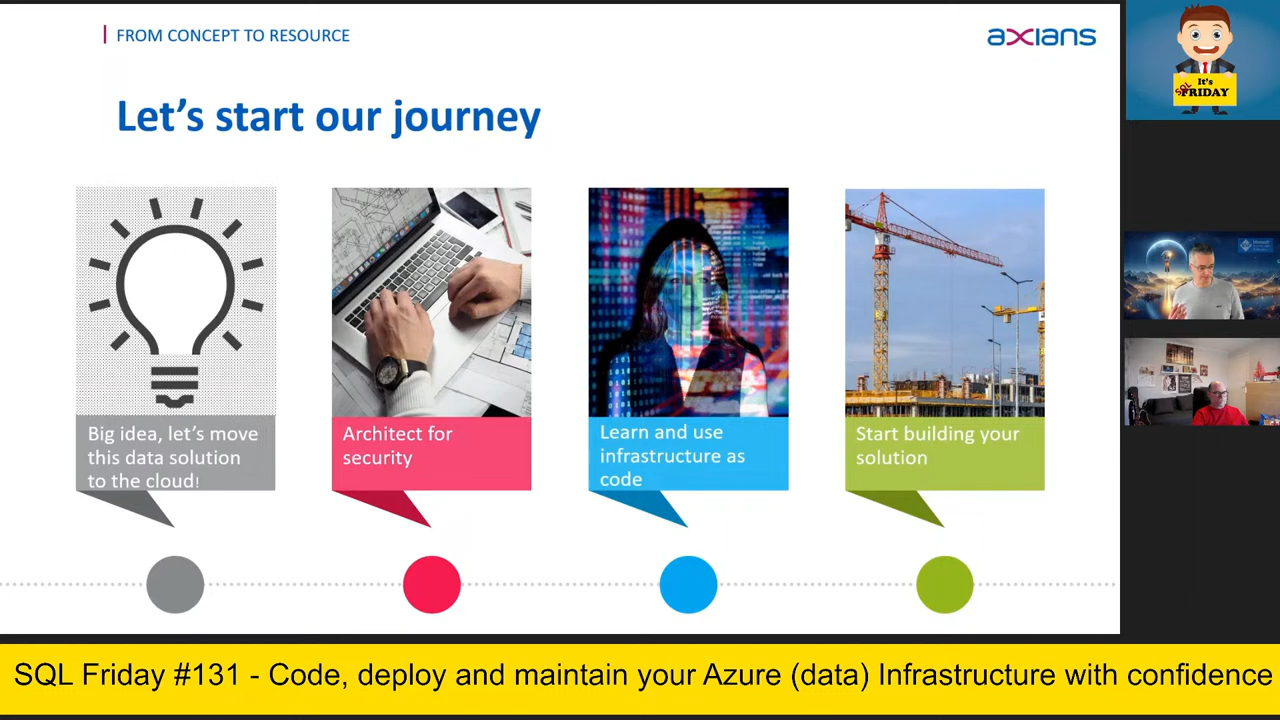 FROM CONCEPT TO RESOURCE
axians
Let's start our journey
Big idea, let's move
this data solution
to the cloud!
Architect for
security
Learn and use
infrastructure as
code
Start building your
solution
It's
SQL
FRIDAY
SQL Friday #131 - Code, deploy and maintain your Azure (data) Infrastructure with confidence